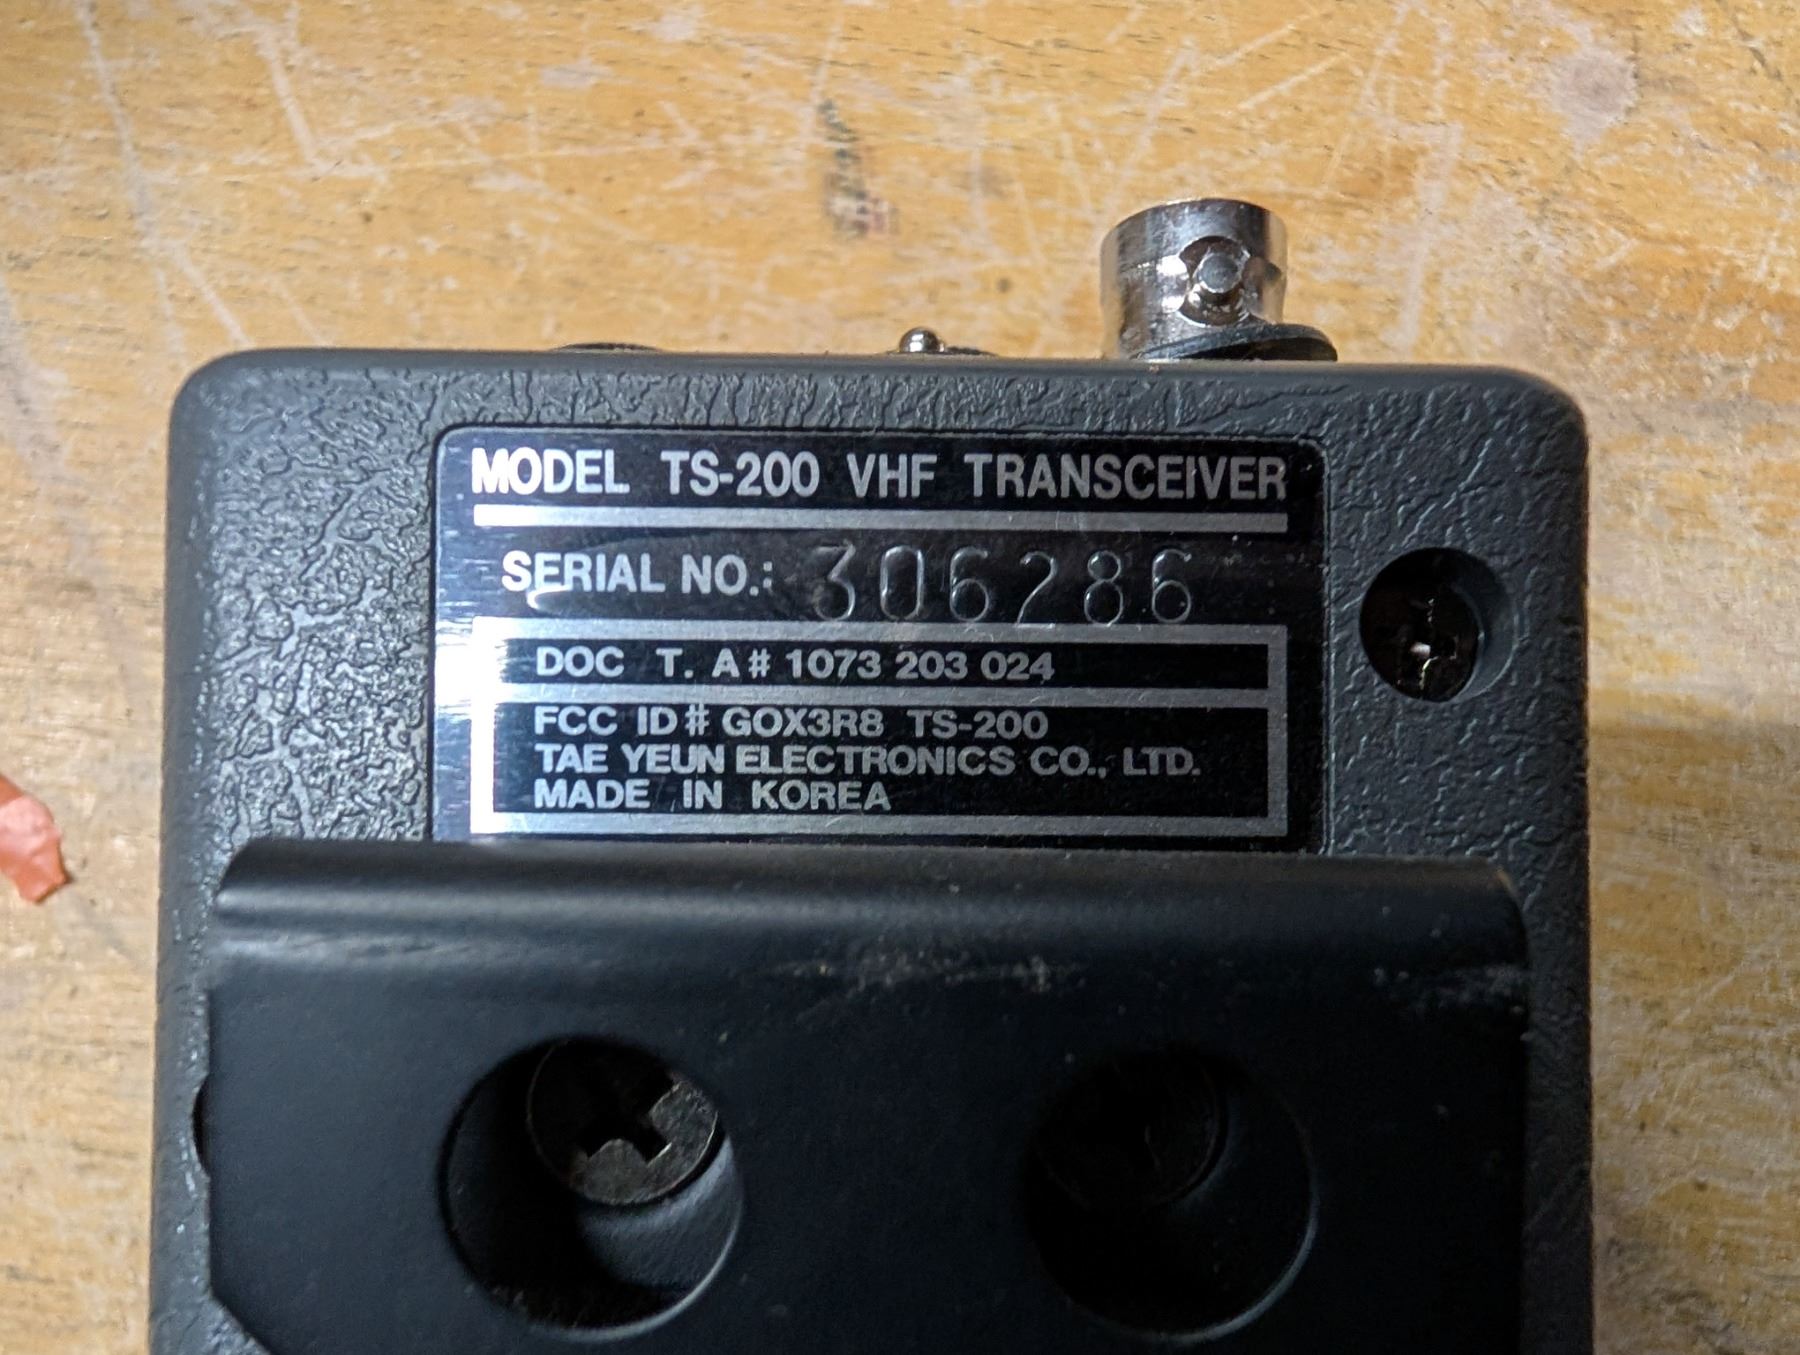 MODEL TS-200 VHF TRANSCEIVER
SERIAL NO.: 306286
DOC T. A# 1073 203 024
FCC ID# GOX3R8 TS-200
TAE YEUN ELECTRONICS CO., LTD.
MADE IN KOREA